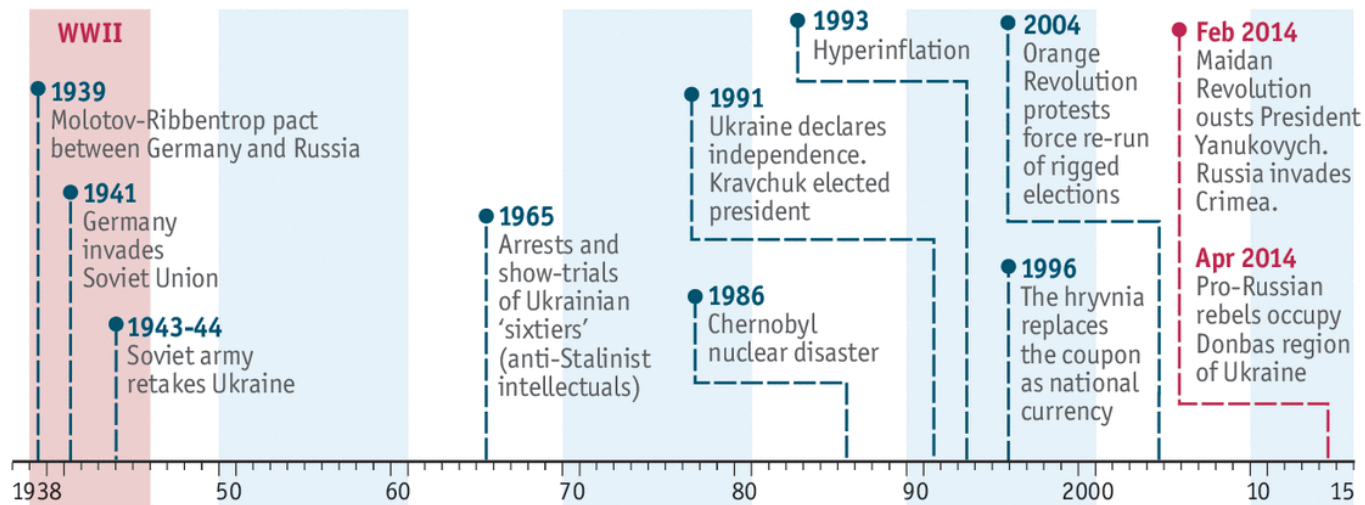 WWII
1939
Molotov-Ribbentrop pact
between Germany and Russia
1941
Germany
invades
Soviet Union
1943-44
Soviet army
retakes Ukraine
1965
Arrests and
show-trials
of Ukrainian
‘sixtiers’
(anti-Stalinist
intellectuals)
1991
Ukraine declares
independence.
Kravchuk elected
president
1986
Chernobyl
nuclear disaster
1993
Hyperinflation
2004
Orange
Revolution
protests
force re-run
of rigged
elections
1996
The hryvnia
replaces
the coupon
as national
currency
Feb 2014
Maidan
Revolution
ousts President
Yanukovych.
Russia invades
Crimea.
Apr 2014
Pro-Russian
rebels occupy
Donbas region
of Ukraine
1938 50 60 70 80 90 2000 10 15